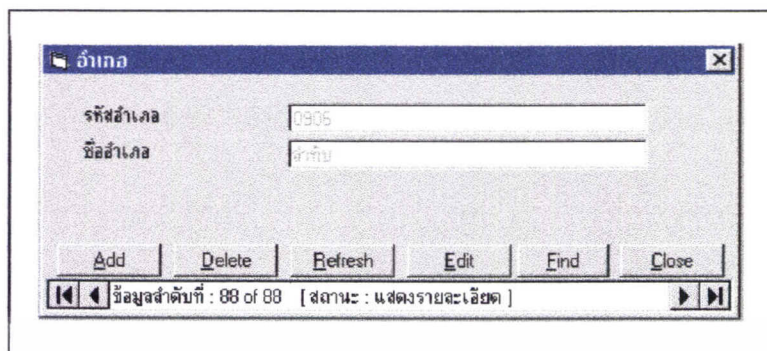 อำเภอ
รหัสอำเภอ 0906
ชื่ออำเภอ
Add Delete Refresh Edit Find Close
ข้อมูลลำดับที่ : 88 of 88 [ สถานะ : แสดงรายละเอียด ]